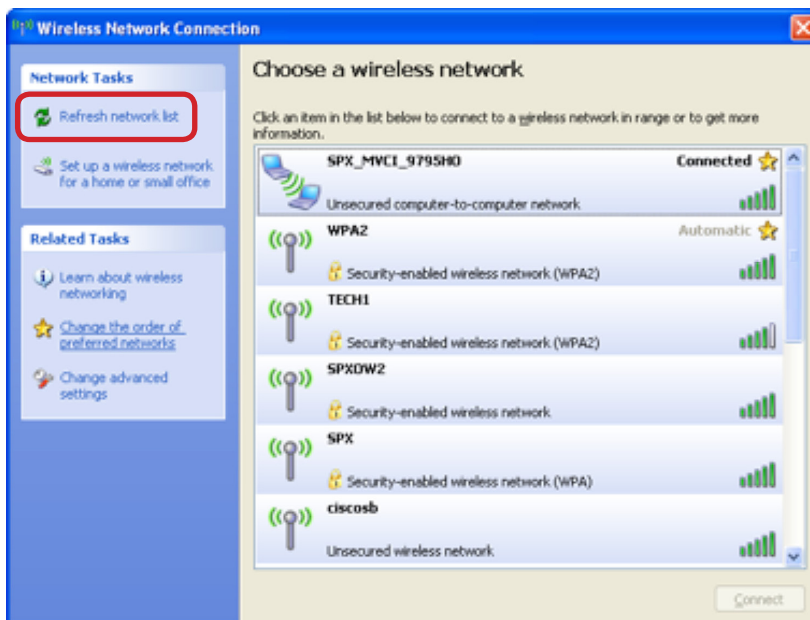 Wireless Network Connection
Network Tasks
Refresh network list
Set up a wireless network
for a home or small office
Related Tasks
Learn about wireless
networking
Change the order of
preferred networks
Change advanced
settings
Choose a wireless network
Click an item in the list below to connect to a wireless network in range or to get more
information.
SPX_MVCI_9795H0 Connected
Unsecured computer-to-computer network
WPA2 Automatic
Security-enabled wireless network (WPA2)
TECH1
Security-enabled wireless network (WPA2)
SPXOW2
Security-enabled wireless network
SPX
Security-enabled wireless network (WPA)
ciscosb
Unsecured wireless network
Connect